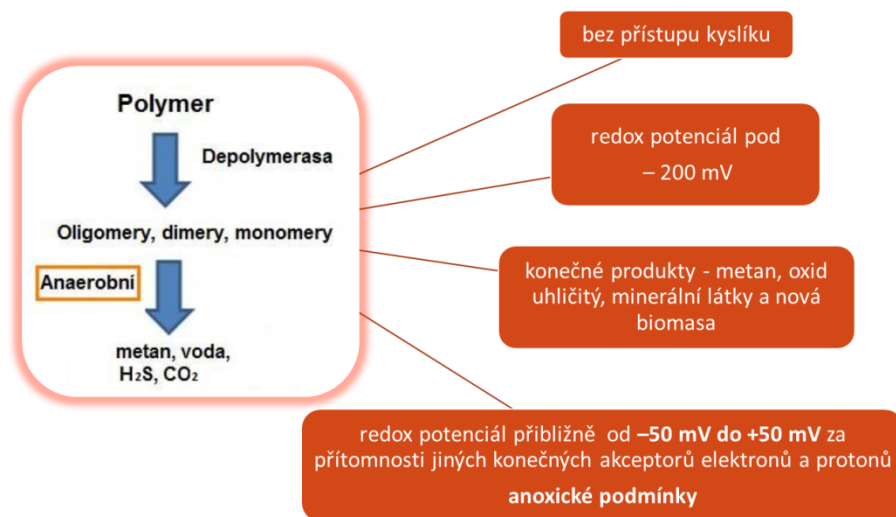 Polymer
Depolymerasa
Oligomery, dimery, monomery
Anaerobní
metan, voda,
H₂S, CO₂
bez přístupu kyslíku
redox potenciál pod
– 200 mV
konečné produkty - metan, oxid
uhličitý, minerální látky a nová
biomasa
redox potenciál přibližně od –50 mV do +50 mV za
přítomnosti jiných konečných akceptorů elektronů a protonů
anoxické podmínky